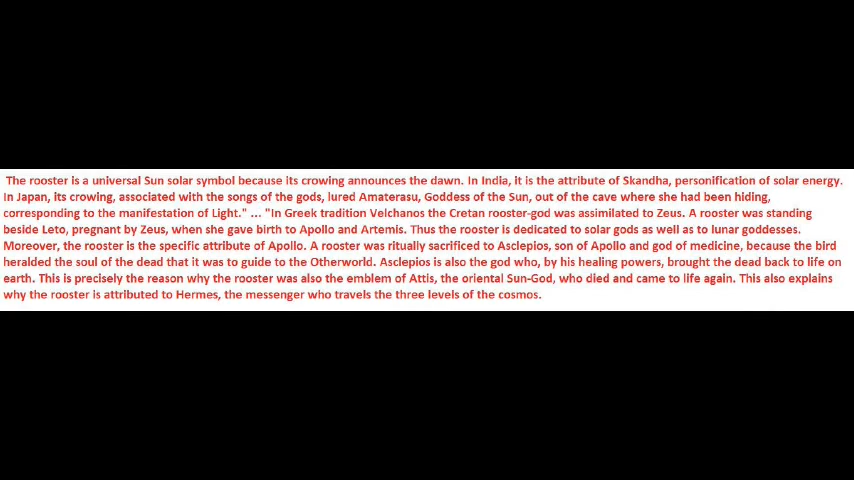 The rooster is a universal Sun solar symbol because its crowing announces the dawn. In India, it is the attribute of Skandha, personification of solar energy.
In Japan, its crowing, associated with the songs of the gods, lured Amaterasu, Goddess of the Sun, out of the cave where she had been hiding,
corresponding to the manifestation of Light." ... "In Greek tradition Velchanos the Cretan rooster-god was assimilated to Zeus. A rooster was standing
beside Leto, pregnant by Zeus, when she gave birth to Apollo and Artemis. Thus the rooster is dedicated to solar gods as well as to lunar goddesses.
Moreover, the rooster is the specific attribute of Apollo. A rooster was ritually sacrificed to Asclepios, son of Apollo and god of medicine, because the bird
heralded the soul of the dead that it was to guide to the Otherworld. Asclepios is also the god who, by his healing powers, brought the dead back to life on
earth. This is precisely the reason why the rooster was also the emblem of Attis, the oriental Sun-God, who died and came to life again. This also explains
why the rooster is attributed to Hermes, the messenger who travels the three levels of the cosmos.